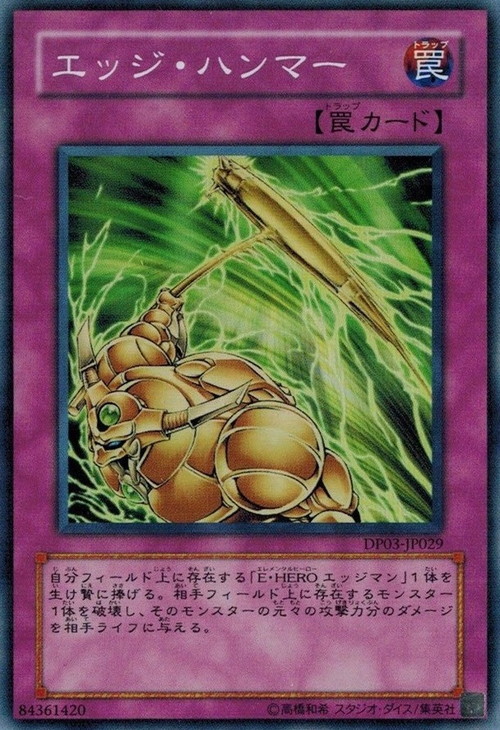 エッジ・ハンマー
トラップ
罠
トラップ
【罠カード】
DP03-JP029
自分フィールド上に存在する「E・HERO エッジマン」1体を
生け贄に捧げる。相手フィールド上に存在するモンスター
1体を破壊し、そのモンスターの元々の攻撃力分のダメージ
を相手ライフに与える。
84361420
©高橋和希 スタジオ・ダイス/集英社